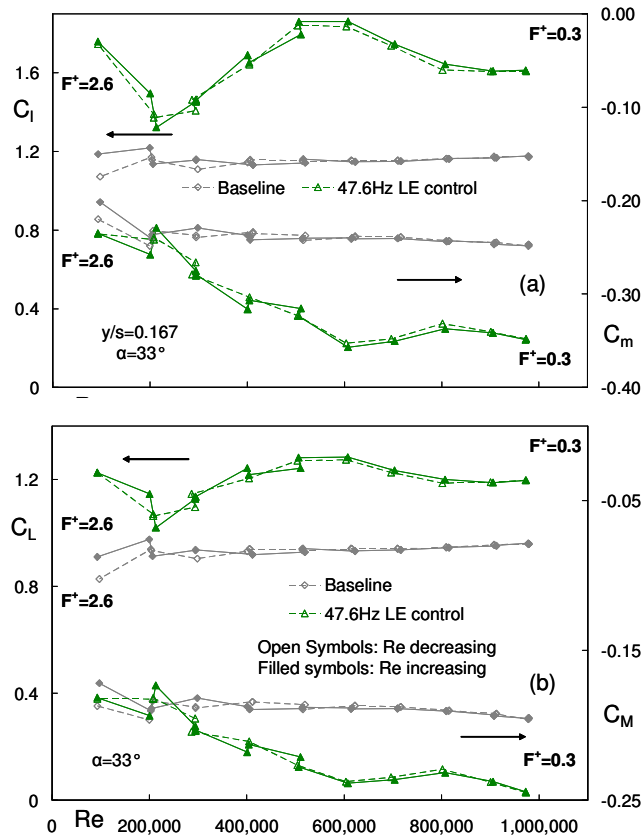 0.00
1.6
F⁺=0.3
F⁺=2.6
-0.10
Cₗ
1.2
-0.20
Baseline
47.6Hz LE control
0.8
F⁺=2.6
(a)
-0.30
0.4
Cₘ
y/s=0.167
α=33°
F⁺=0.3
0
-0.40
F⁺=0.3
1.2
-0.05
F⁺=2.6
C_L
0.8
F⁺=2.6
Baseline
47.6Hz LE control
Open Symbols: Re decreasing
-0.15
Filled symbols: Re increasing
(b)
0.4
C_M
α=33°
F⁺=0.3
0
-0.25
Re
0 200,000 400,000 600,000 800,000 1,000,000